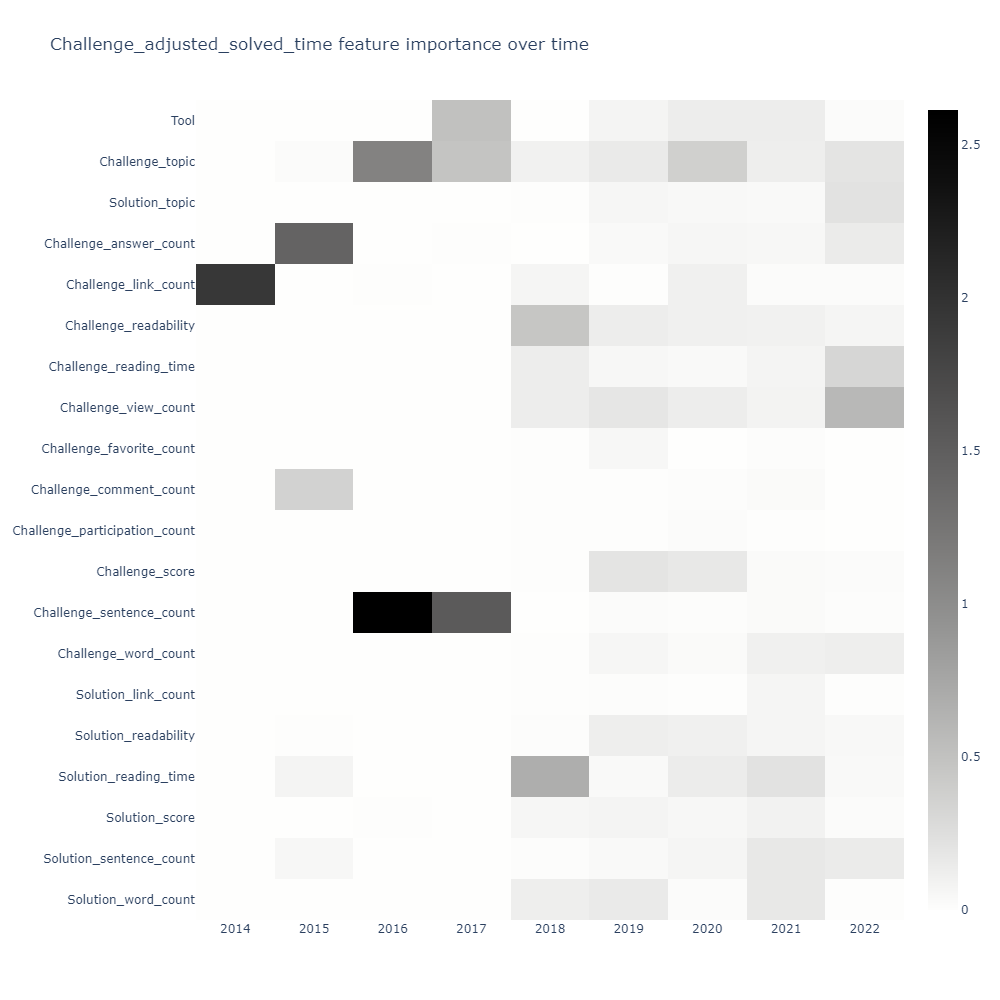 Challenge_adjusted_solved_time feature importance over time
Tool
Challenge_topic
Solution_topic
Challenge_answer_count
Challenge_link_count
Challenge_readability
Challenge_reading_time
Challenge_view_count
Challenge_favorite_count
Challenge_comment_count
Challenge_participation_count
Challenge_score
Challenge_sentence_count
Challenge_word_count
Solution_link_count
Solution_readability
Solution_reading_time
Solution_score
Solution_sentence_count
Solution_word_count
2014 2015 2016 2017 2018 2019 2020 2021 2022
2.5
2
1.5
1
0.5
0